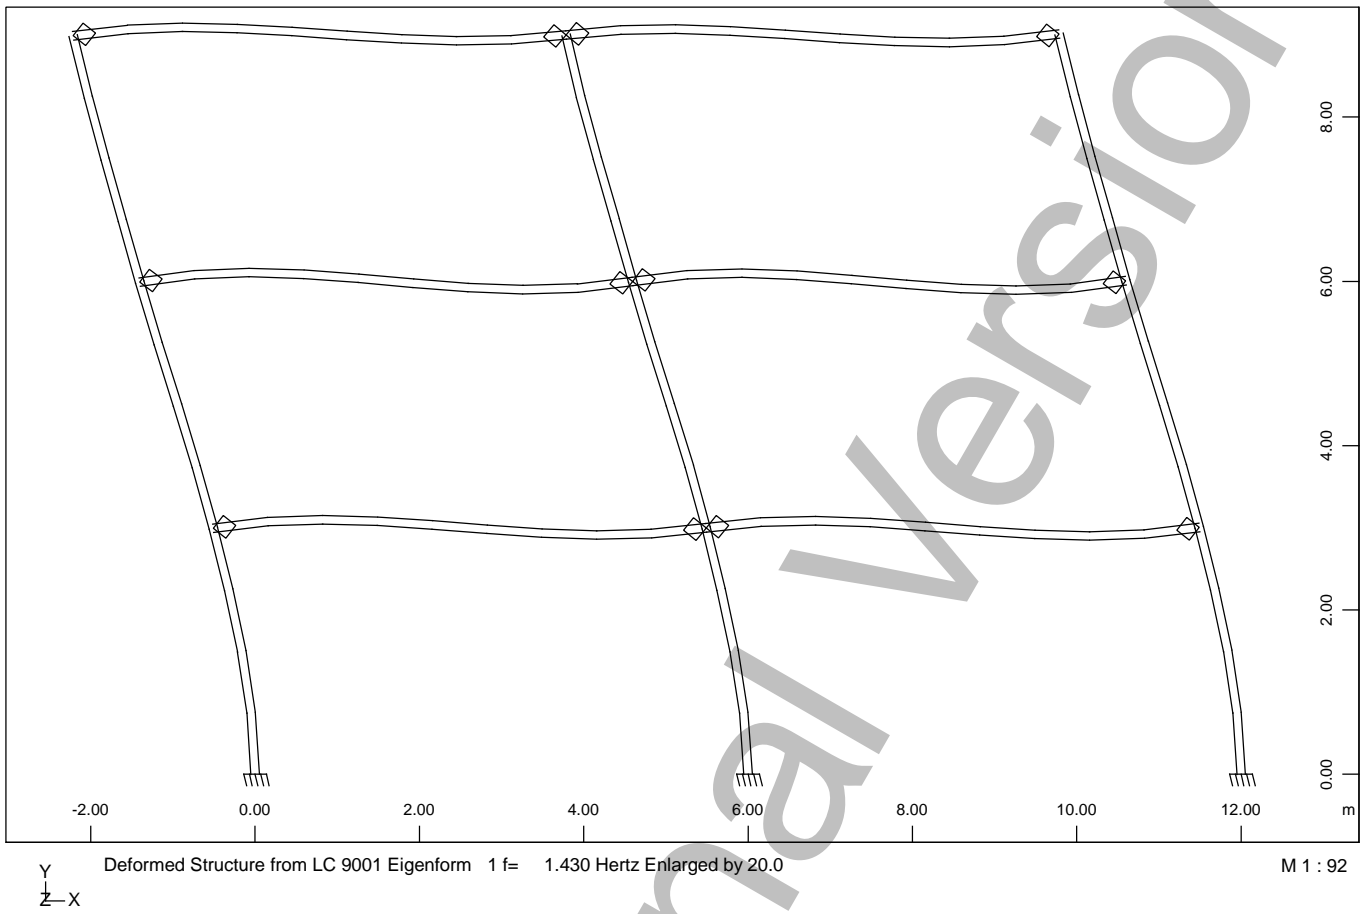 8.00
6.00
4.00
2.00
0.00
-2.00 0.00 2.00 4.00 6.00 8.00 10.00 12.00 m
Deformed Structure from LC 9001 Eigenform 1 f= 1.430 Hertz Enlarged by 20.0
M 1 : 92
Y
Z X
nal Version